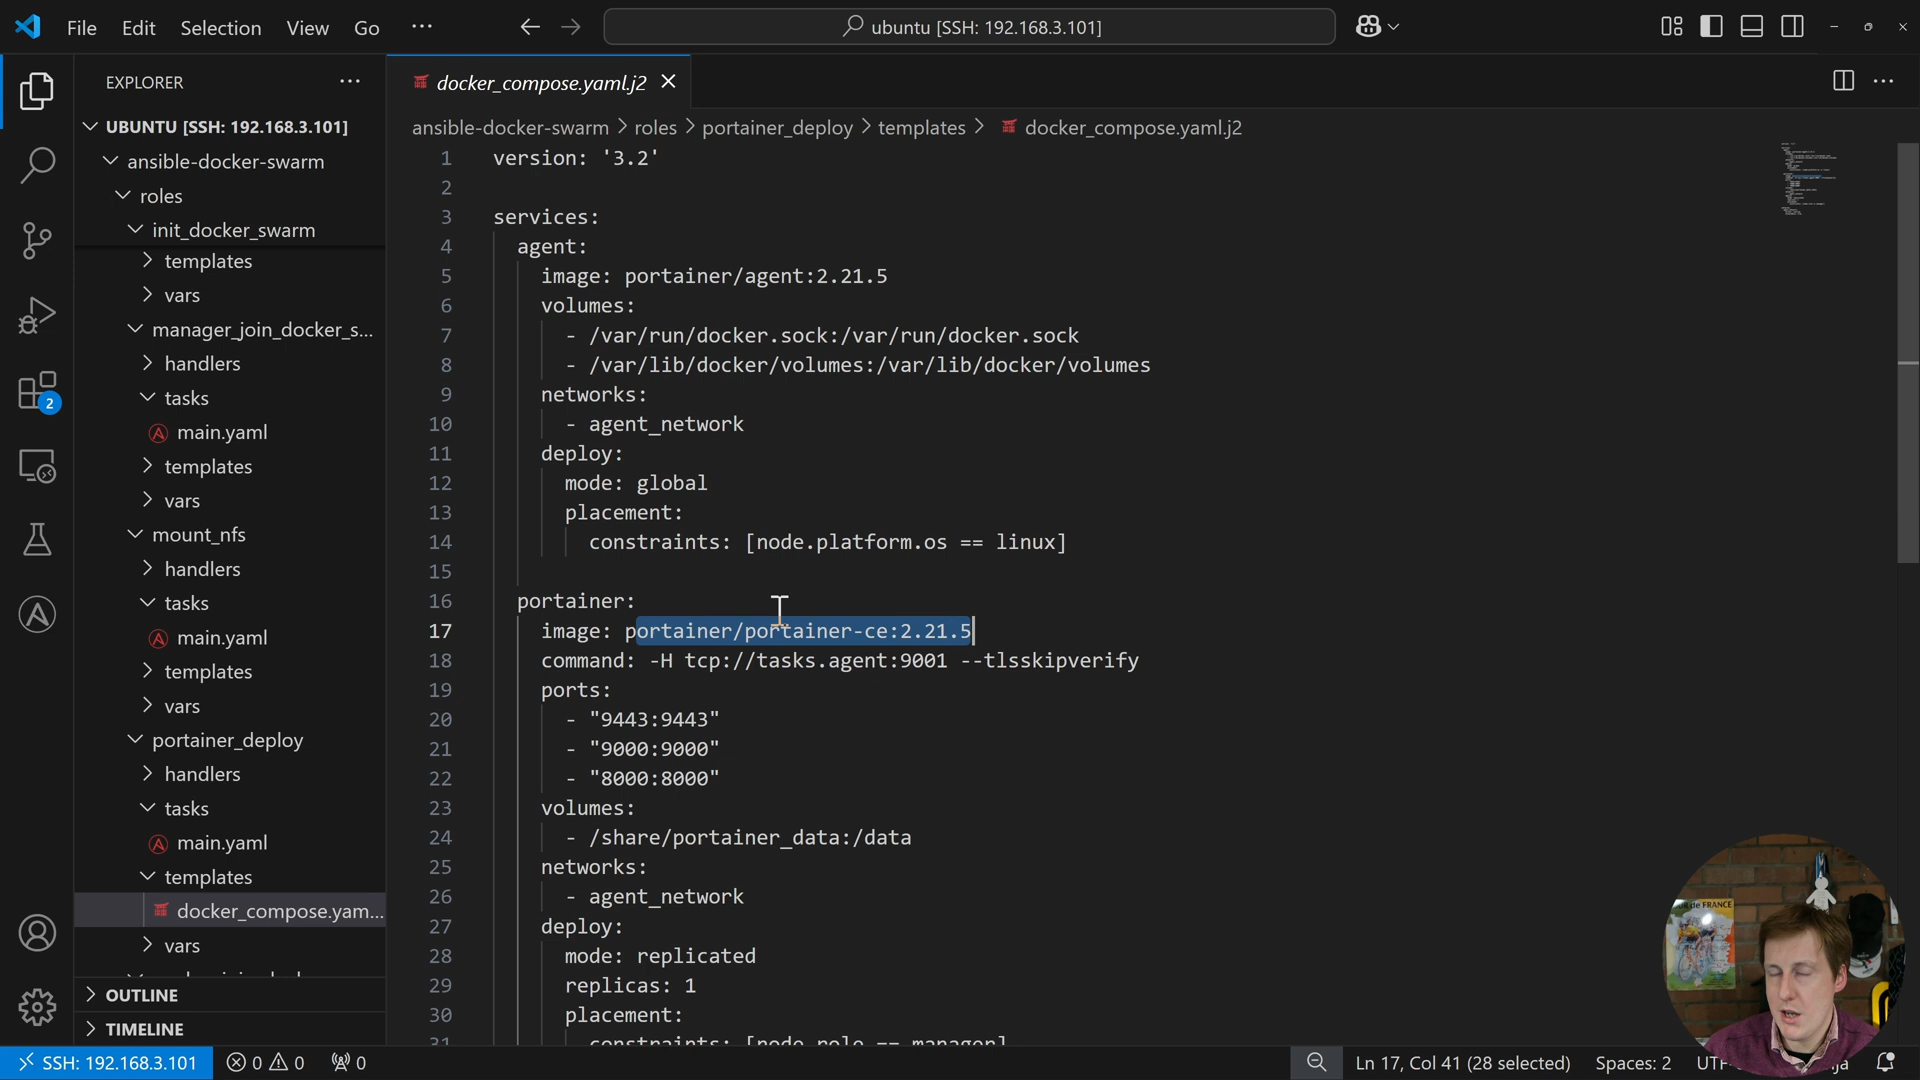 File Edit Selection View Go ···
ubuntu [SSH: 192.168.3.101]
EXPLORER
UBUNTU [SSH: 192.168.3.101]
ansible-docker-swarm
roles
init_docker_swarm
templates
vars
manager_join_docker_s...
handlers
tasks
main.yaml
templates
vars
mount_nfs
handlers
tasks
main.yaml
templates
vars
portainer_deploy
handlers
tasks
main.yaml
templates
docker_compose.yam...
vars
OUTLINE
TIMELINE
2
docker_compose.yaml.j2
ansible-docker-swarm > roles > portainer_deploy > templates > docker_compose.yaml.j2
1 version: '3.2'
2
3 services:
4 agent:
5 image: portainer/agent:2.21.5
6 volumes:
7 - /var/run/docker.sock:/var/run/docker.sock
8 - /var/lib/docker/volumes:/var/lib/docker/volumes
9 networks:
10 - agent_network
11 deploy:
12 mode: global
13 placement:
14 constraints: [node.platform.os == linux]
15
16 portainer:
17 image: portainer/portainer-ce:2.21.5
18 command: -H tcp://tasks.agent:9001 --tlsskipverify
19 ports:
20 - "9443:9443"
21 - "9000:9000"
22 - "8000:8000"
23 volumes:
24 - /share/portainer_data:/data
25 networks:
26 - agent_network
27 deploy:
28 mode: replicated
29 replicas: 1
30 placement:
31 constraints: [node.role == manager]
DE FRANCE
SSH: 192.168.3.101 0 0 0 Ln 17, Col 41 (28 selected) Spaces: 2